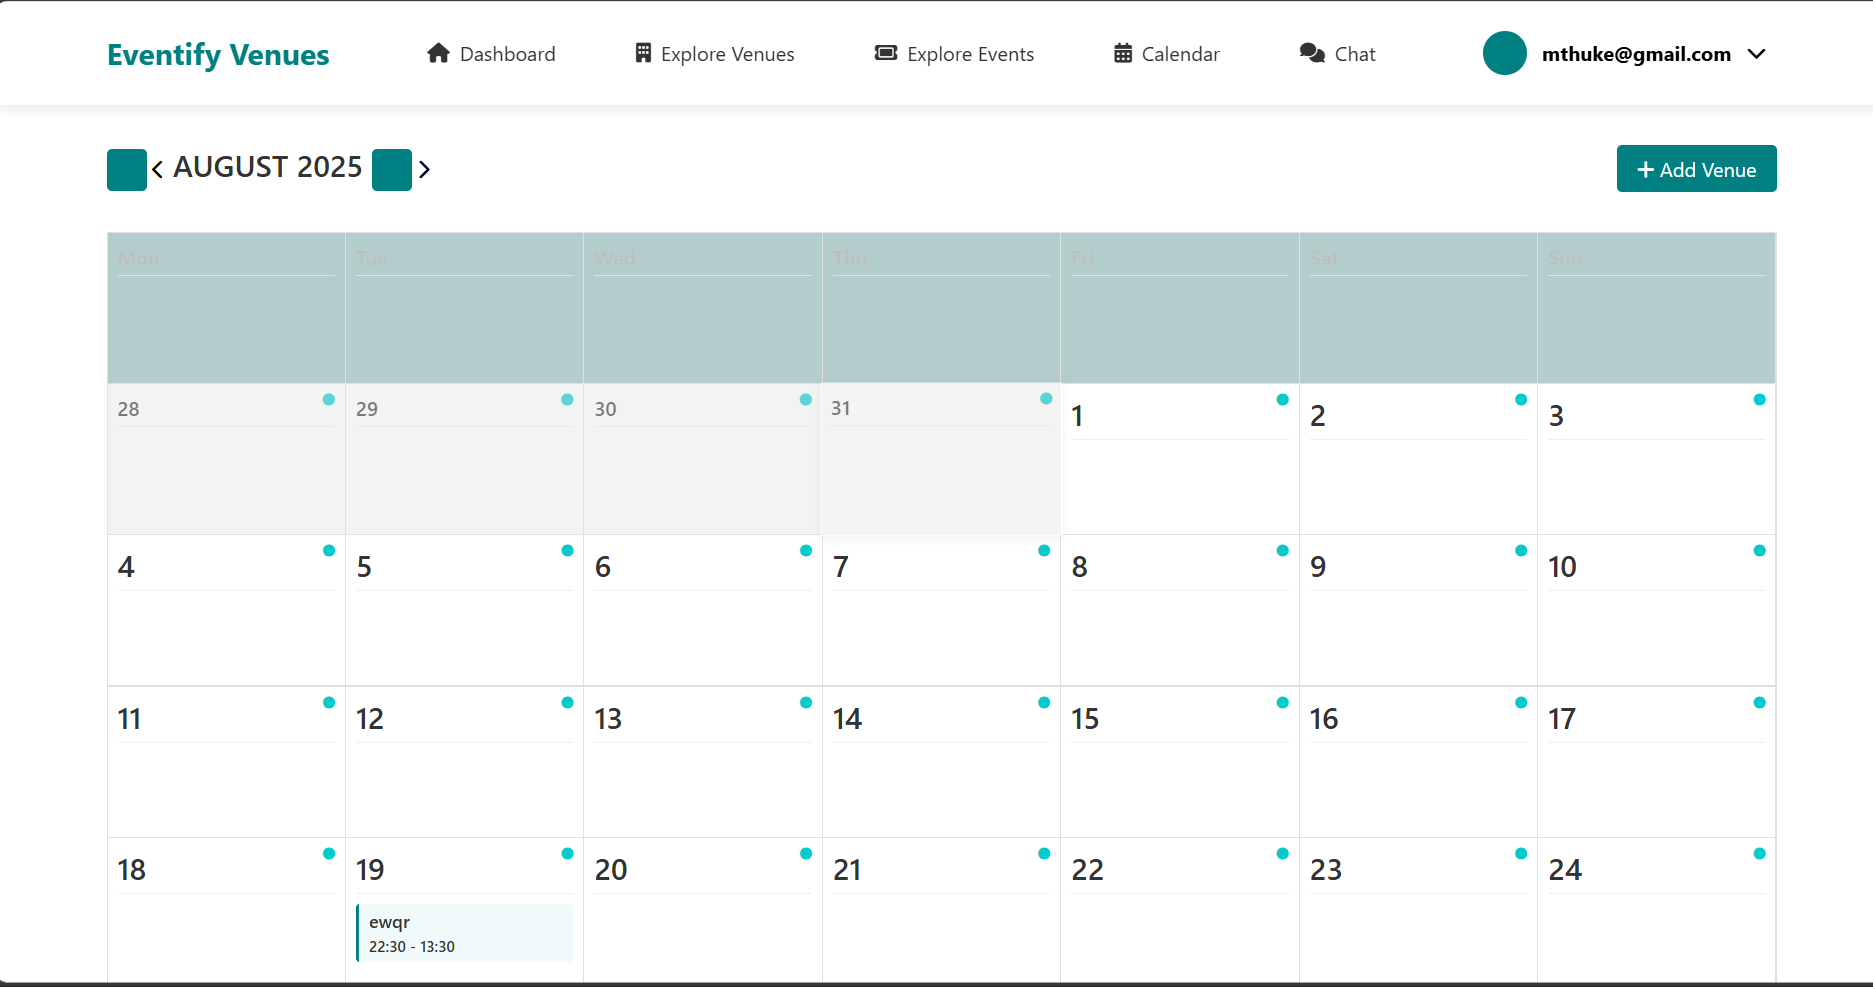 Eventify Venues
Dashboard
Explore Venues
Explore Events
Calendar
Chat
mthuke@gmail.com
AUGUST 2025
+ Add Venue
Mon Tue Wed Thu Fri Sat Sun
28 29 30 31 1 2 3
4 5 6 7 8 9 10
11 12 13 14 15 16 17
18 19 20 21 22 23 24
ewqr
22:30 - 13:30